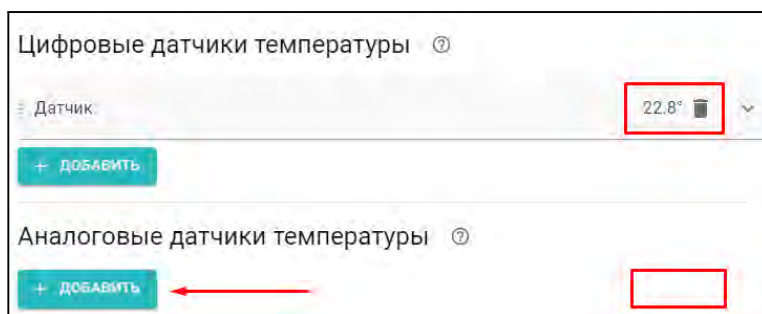 Цифровые датчики температуры ?
Датчик 22.8°
+ ДОБАВИТЬ
Аналоговые датчики температуры ?
+ ДОБАВИТЬ